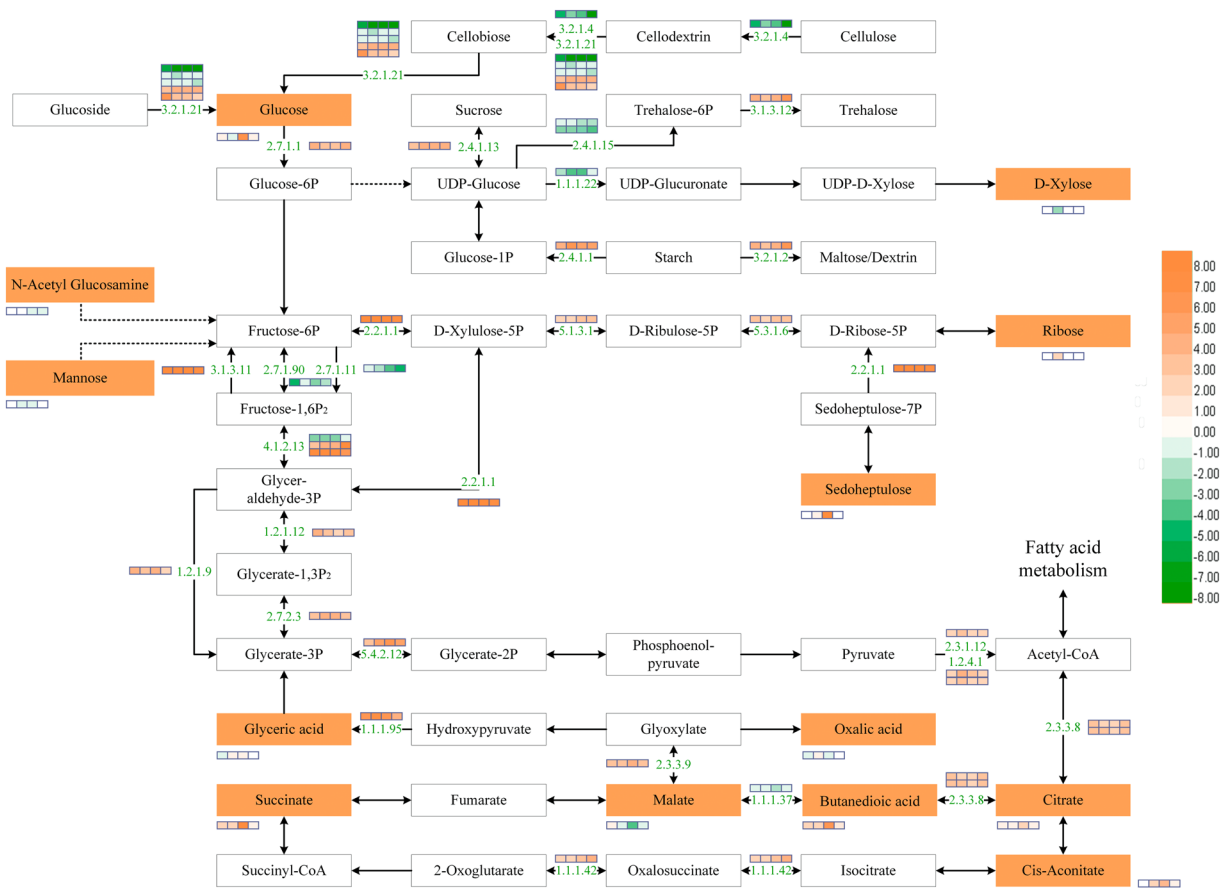 Cellobiose
3.2.1.4
3.2.1.21
Cellodextrin
3.2.1.4
Cellulose
3.2.1.21
Glucoside
3.2.1.21
Glucose
Sucrose
Trehalose-6P
3.1.3.12
Trehalose
2.7.1.1
2.4.1.13
2.4.1.15
Glucose-6P
UDP-Glucose
1.1.1.22
UDP-Glucuronate
UDP-D-Xylose
D-Xylose
Glucose-1P
2.4.1.1
Starch
3.2.1.2
Maltose/Dextrin
N-Acetyl Glucosamine
Fructose-6P
2.2.1.1
D-Xylulose-5P
5.1.3.1
D-Ribulose-5P
5.3.1.6
D-Ribose-5P
Ribose
Mannose
3.1.3.11
2.7.1.90
2.7.1.11
2.2.1.1
Fructose-1,6P2
Sedoheptulose-7P
4.1.2.13
Glycer-
aldehyde-3P
2.2.1.1
Sedoheptulose
1.2.1.12
1.2.1.9
Glycerate-1,3P2
Fatty acid
metabolism
2.7.2.3
Glycerate-3P
5.4.2.12
Glycerate-2P
Phosphoenol-
pyruvate
Pyruvate
2.3.1.12
1.2.4.1
Acetyl-CoA
Glyceric acid
1.1.1.95
Hydroxypyruvate
Glyoxylate
Oxalic acid
2.3.3.8
2.3.3.9
Succinate
Fumarate
Malate
1.1.1.37
Butanedioic acid
2.3.3.8
Citrate
Succinyl-CoA
2-Oxoglutarate
1.1.1.42
Oxalosuccinate
1.1.1.42
Isocitrate
Cis-Aconitate
8.00
7.00
6.00
5.00
4.00
3.00
2.00
1.00
0.00
-1.00
-2.00
-3.00
-4.00
-5.00
-6.00
-7.00
-8.00